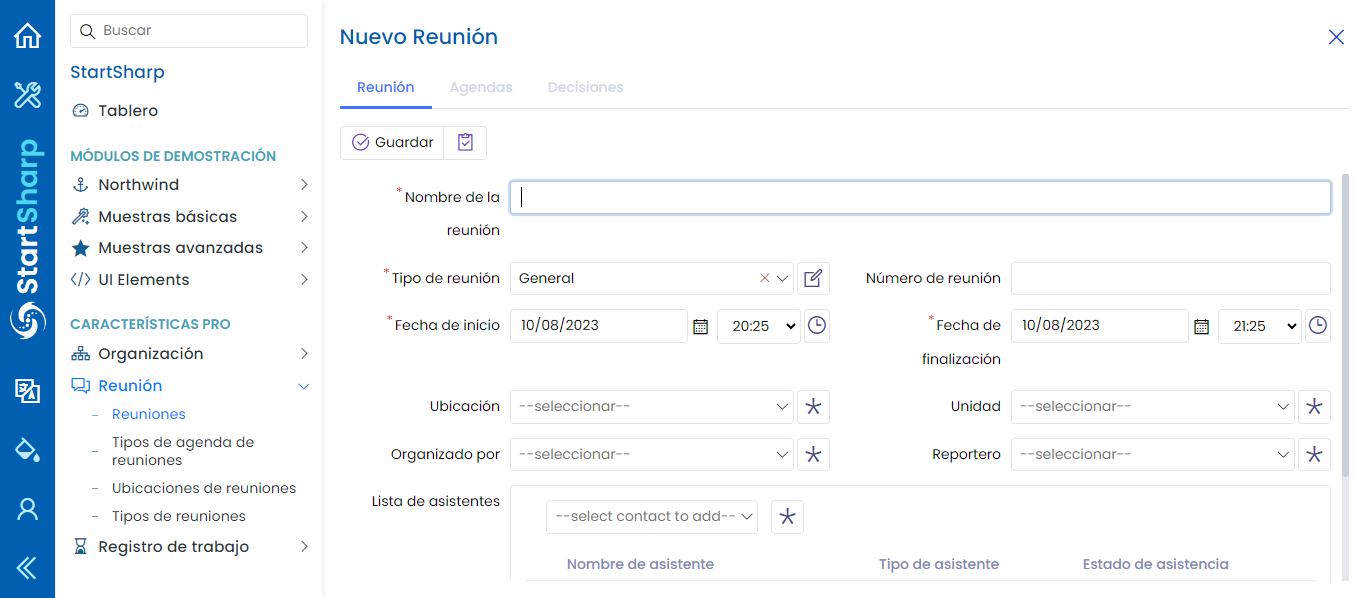 StartSharp
Buscar
StartSharp
Tablero
MÓDULOS DE DEMOSTRACIÓN
Northwind
Muestras básicas
Muestras avanzadas
UI Elements
CARACTERÍSTICAS PRO
Organización
Reunión
Reuniones
Tipos de agenda de
reuniones
Ubicaciones de reuniones
Tipos de reuniones
Registro de trabajo
Nuevo Reunión
Reunión Agendas Decisiones
Guardar
*Nombre de la
reunión
*Tipo de reunión General Número de reunión
*Fecha de inicio 10/08/2023 20:25 *Fecha de
finalización 10/08/2023 21:25
Ubicación --seleccionar-- Unidad --seleccionar--
Organizado por --seleccionar-- Reportero --seleccionar--
Lista de asistentes
--select contact to add--
Nombre de asistente Tipo de asistente Estado de asistencia